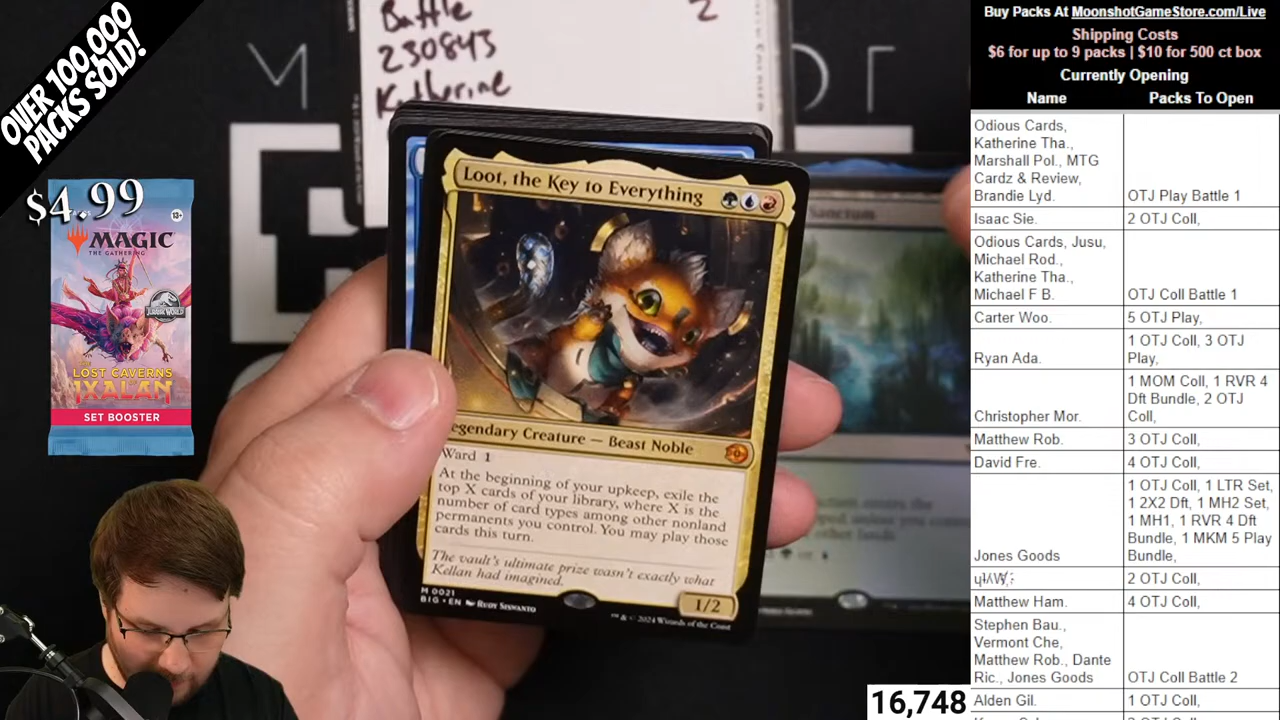 OVER 100,000
PACKS SOLD!
$4.99
13+
MAGIC
THE GATHERING
JURASSIC WORLD
LOST CAVERNS
of
IXALAN
SET BOOSTER
Battle
2
230843
Katherine
Sanctum
Loot, the Key to Everything
Legendary Creature — Beast Noble
Ward 1
At the beginning of your upkeep, exile the
top X cards of your library, where X is the
number of card types among other nonland
permanents you control. You may play those
cards this turn.
The vault's ultimate prize wasn't exactly what
Kellan had imagined.
M 0021
BIG • EN Rudy Siswanto
™ & © 2024 Wizards of the Coast
1/2
Buy Packs At MoonshotGameStore.com/Live
Shipping Costs
$6 for up to 9 packs | $10 for 500 ct box
Currently Opening
Name Packs To Open
Odious Cards,
Katherine Tha.,
Marshall Pol., MTG
Cardz & Review,
Brandie Lyd. OTJ Play Battle 1
Isaac Sie. 2 OTJ Coll,
Odious Cards, Jusu,
Michael Rod.,
Katherine Tha.,
Michael F B. OTJ Coll Battle 1
Carter Woo. 5 OTJ Play,
1 OTJ Coll, 3 OTJ
Ryan Ada. Play,
1 MOM Coll, 1 RVR 4
Dft Bundle, 2 OTJ
Christopher Mor. Coll,
Matthew Rob. 3 OTJ Coll,
David Fre. 4 OTJ Coll,
1 OTJ Coll, 1 LTR Set,
1 2X2 Dft, 1 MH2 Set,
1 MH1, 1 RVR 4 Dft
Bundle, 1 MKM 5 Play
Jones Goods Bundle,
2 OTJ Coll,
Matthew Ham. 4 OTJ Coll,
Stephen Bau.,
Vermont Che,
Matthew Rob., Dante
Ric., Jones Goods OTJ Coll Battle 2
Alden Gil. 1 OTJ Coll,
16,748